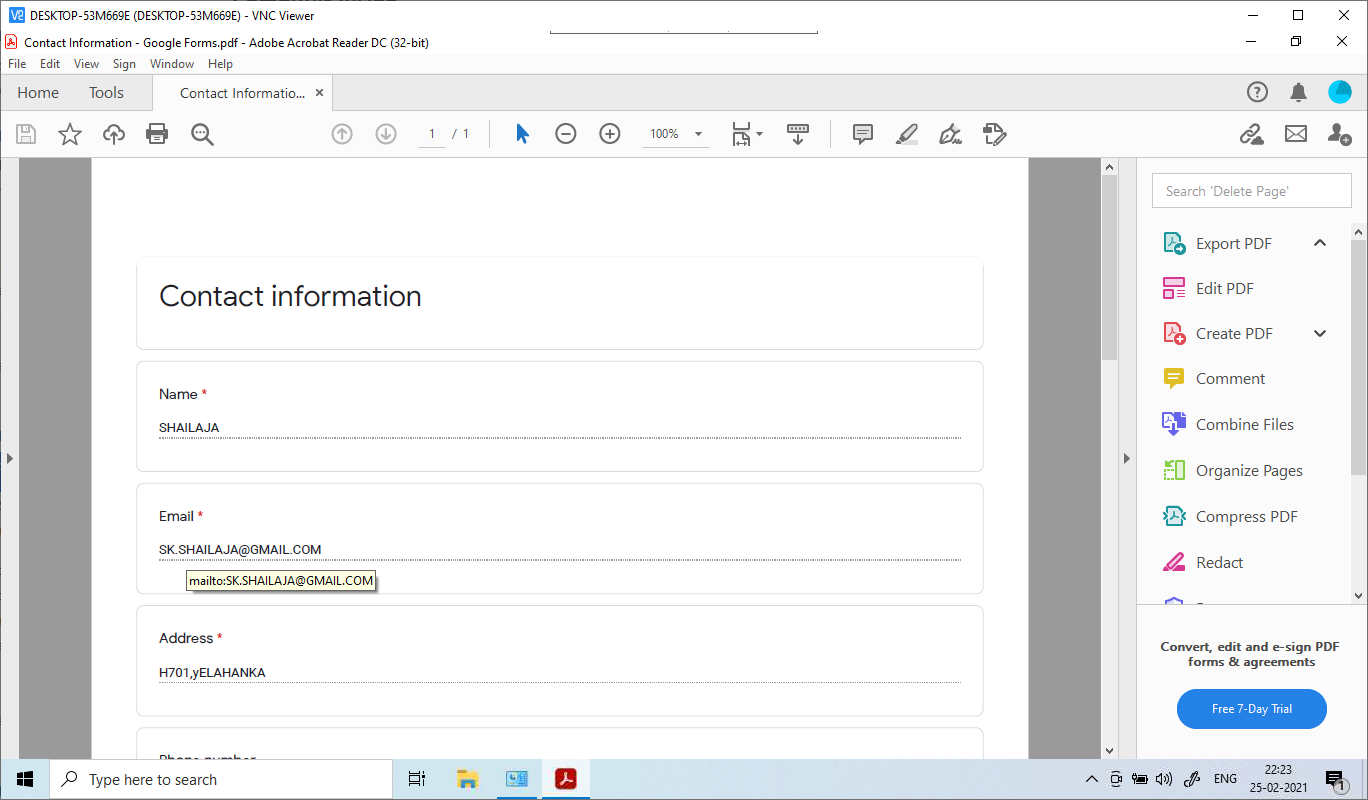 DESKTOP-53M669E (DESKTOP-53M669E) - VNC Viewer
Contact Information - Google Forms.pdf - Adobe Acrobat Reader DC (32-bit)
File Edit View Sign Window Help
Home Tools Contact Informatio... ×
1 / 1 100%
Search 'Delete Page'
Export PDF
Edit PDF
Create PDF
Comment
Combine Files
Organize Pages
Compress PDF
Redact
Convert, edit and e-sign PDF
forms & agreements
Free 7-Day Trial
Contact information
Name *
SHAILAJA
Email *
SK.SHAILAJA@GMAIL.COM
mailto:SK.SHAILAJA@GMAIL.COM
Address *
H701,yELAHANKA
Phone number
Type here to search
ENG
22:23
25-02-2021
1